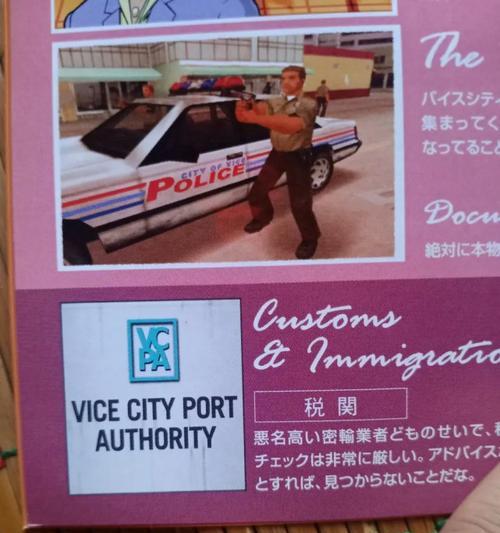 The
バイスシティ
集まってく
なってること
CITY OF VICE
POLICE
Docu
絶対に本物
VC
PA
VICE CITY PORT
AUTHORITY
Customs
& Immigratio
税関
悪名高い密輸業者どものせいで、
チェックは非常に厳しい。アドバイス
とすれば、見つからないことだな。